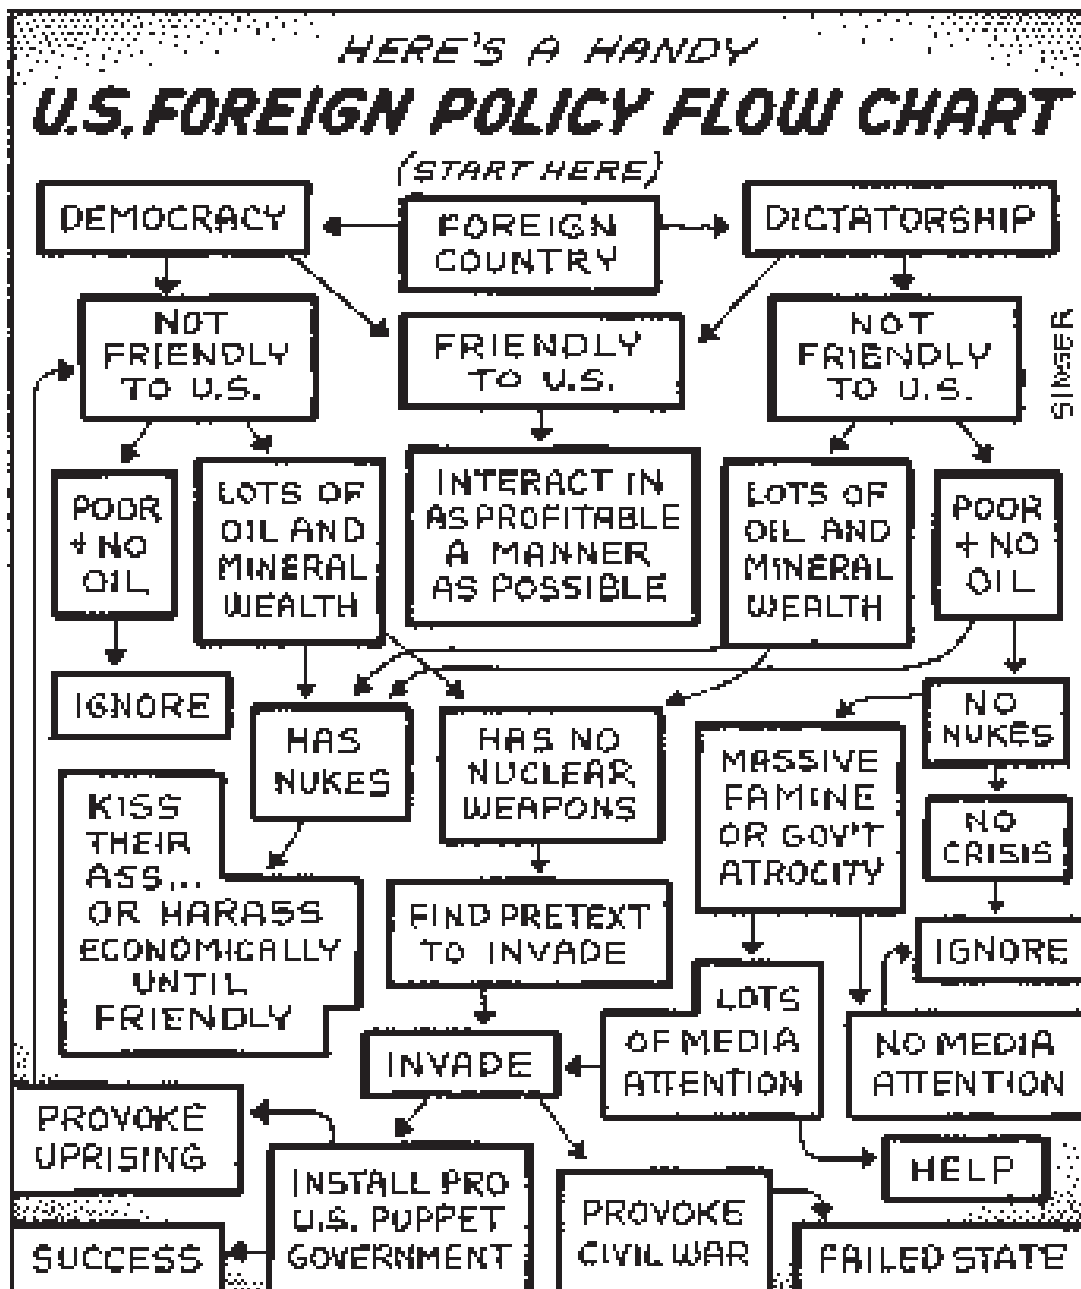 HERE'S A HANDY
U.S. FOREIGN POLICY FLOW CHART
(START HERE)
DEMOCRACY
FOREIGN
COUNTRY
DICTATORSHIP
NOT
FRIENDLY
TO U.S.
FRIENDLY
TO U.S.
NOT
FRIENDLY
TO U.S.
SINGER
POOR
+ NO
OIL
LOTS OF
OIL AND
MINERAL
WEALTH
INTERACT IN
AS PROFITABLE
A MANNER
AS POSSIBLE
LOTS OF
OIL AND
MINERAL
WEALTH
POOR
+ NO
OIL
IGNORE
HAS
NUKES
HAS NO
NUCLEAR
WEAPONS
MASSIVE
FAMINE
OR GOV'T
ATROCITY
NO
NUKES
NO
CRISIS
KISS
THEIR
ASS,...
OR HARASS
ECONOMICALLY
UNTIL
FRIENDLY
FIND PRETEXT
TO INVADE
IGNORE
LOTS
OF MEDIA
ATTENTION
NO MEDIA
ATTENTION
INVADE
PROVOKE
UPRISING
HELP
INSTALL PRO
U.S. PUPPET
GOVERNMENT
PROVOKE
CIVIL WAR
SUCCESS
FAILED STATE